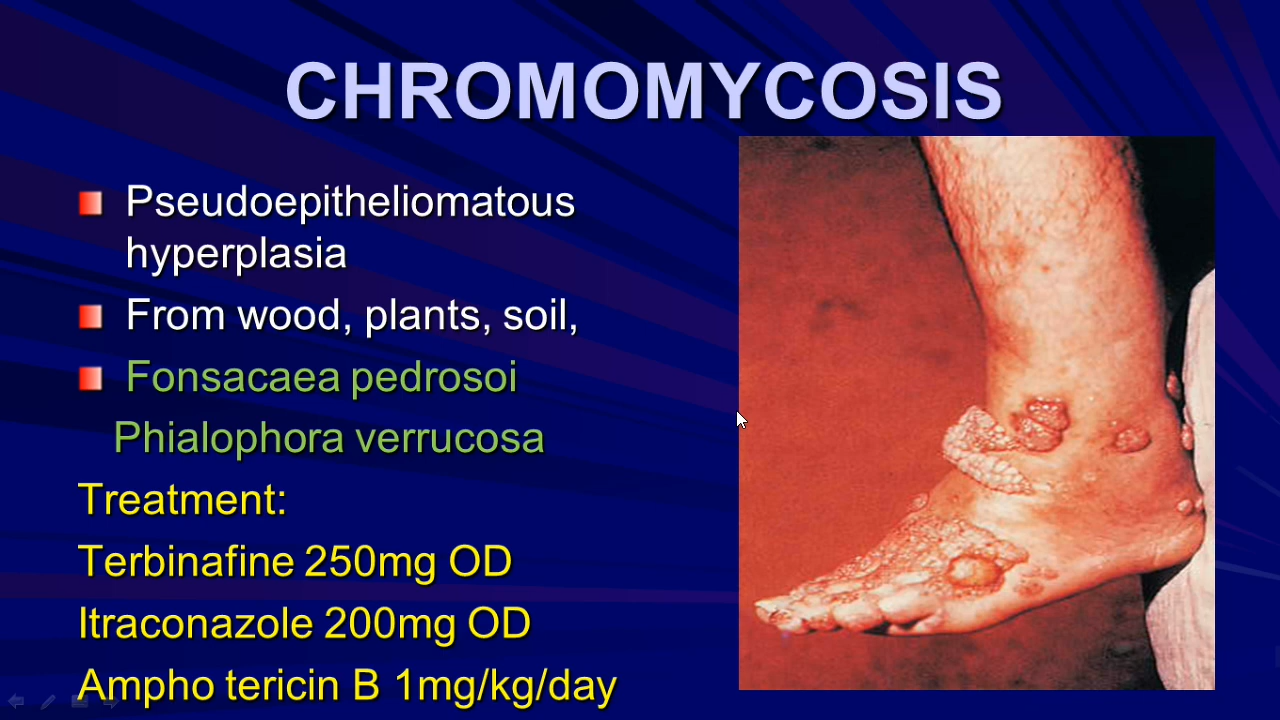 CHROMOMYCOSIS
Pseudoepitheliomatous
hyperplasia
From wood, plants, soil,
Fonsacaea pedrosoi
Phialophora verrucosa
Treatment:
Terbinafine 250mg OD
Itraconazole 200mg OD
Ampho tericin B 1mg/kg/day